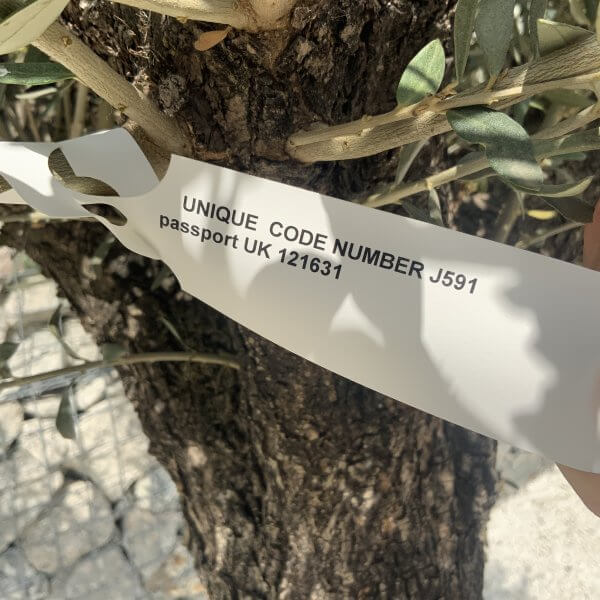 UNIQUE CODE NUMBER J591
passport UK 121631